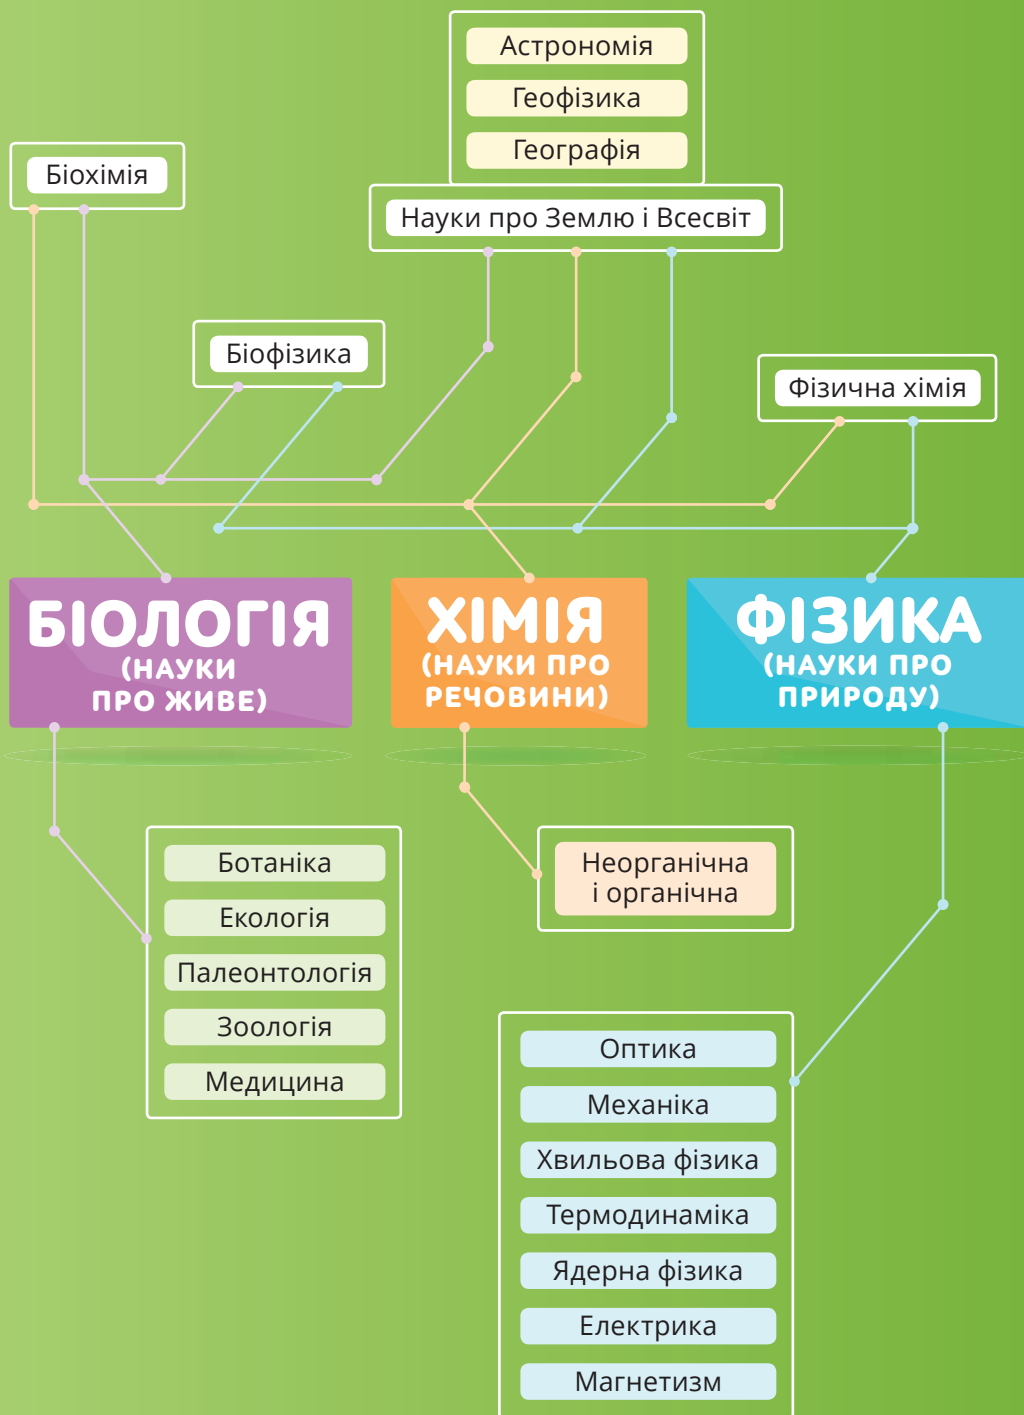 Астрономія
Геофізика
Географія
Біохімія
Науки про Землю і Всесвіт
Біофізика
Фізична хімія
БІОЛОГІЯ
(НАУКИ
ПРО ЖИВЕ)
ХІМІЯ
(НАУКИ ПРО
РЕЧОВИНИ)
ФІЗИКА
(НАУКИ ПРО
ПРИРОДУ)
Ботаніка
Екологія
Палеонтологія
Зоологія
Медицина
Неорганічна
і органічна
Оптика
Механіка
Хвильова фізика
Термодинаміка
Ядерна фізика
Електрика
Магнетизм